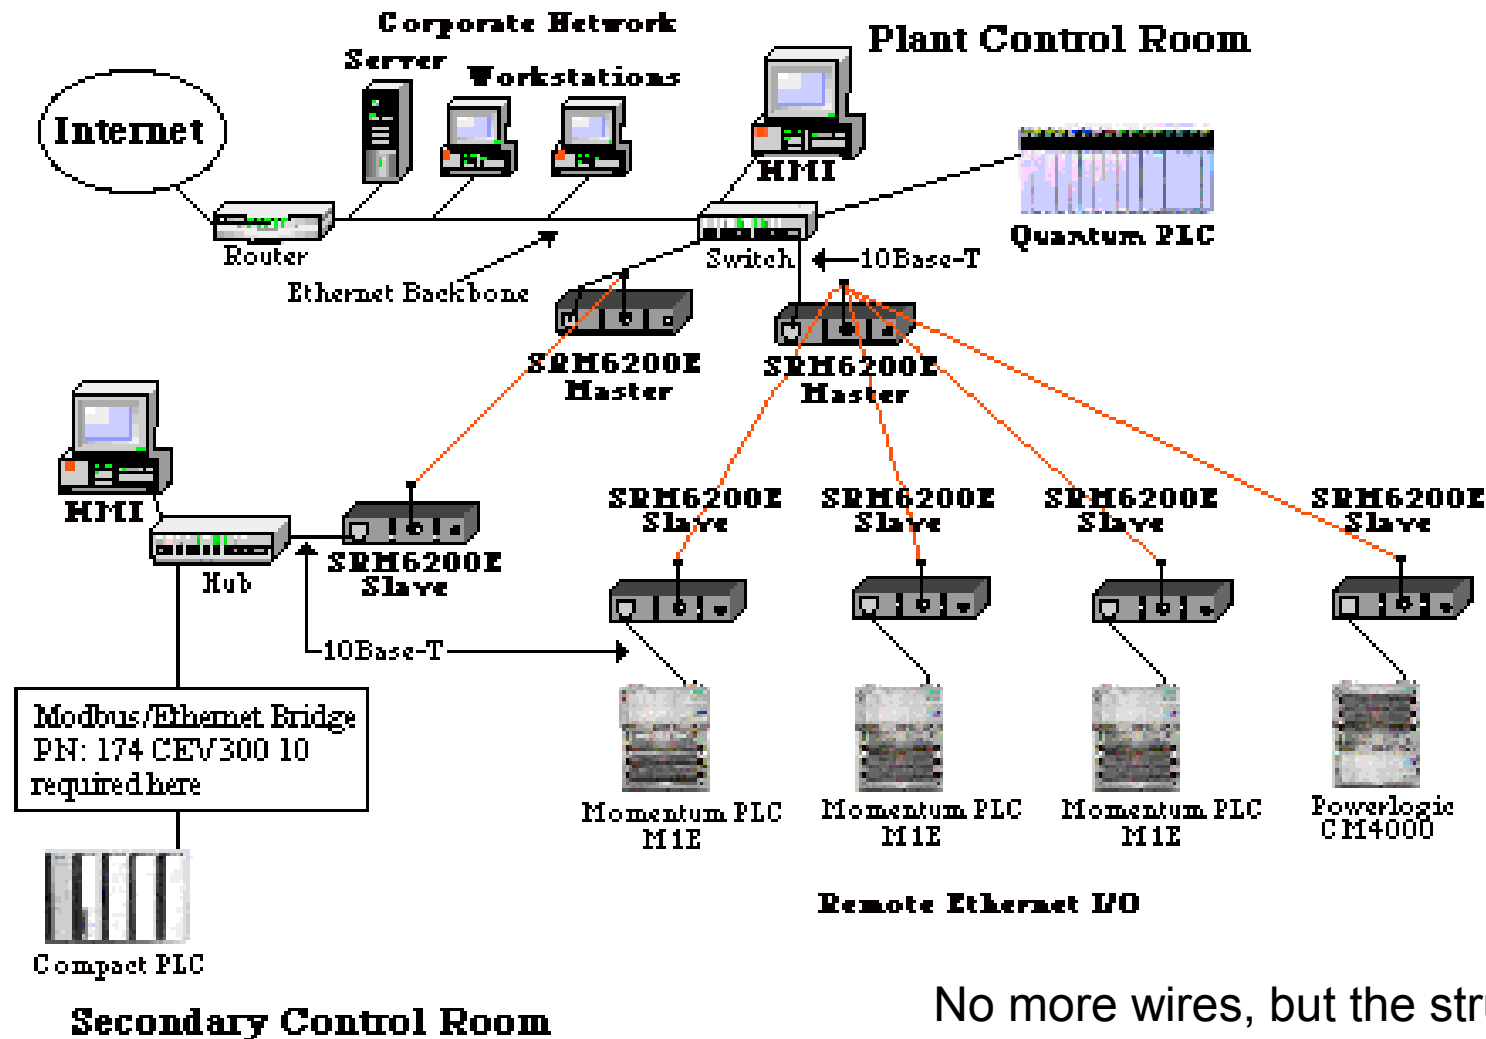 Corporate Network
Server
Workstations
Plant Control Room
Internet
HMI
Quantum PLC
Router
Switch
10Base-T
Ethernet Backbone
SRM6200E
Master
SRM6200E
Master
HMI
Hub
SRM6200E
Slave
SRM6200E
Slave
SRM6200E
Slave
SRM6200E
Slave
SRM6200E
Slave
10Base-T
Modbus/Ethernet Bridge
PN: 174 CEV 300 10
required here
Momentum PLC
M1E
Momentum PLC
M1E
Momentum PLC
M1E
Powerlogic
CM4000
Remote Ethernet I/O
Compact PLC
Secondary Control Room
No more wires, but the stru